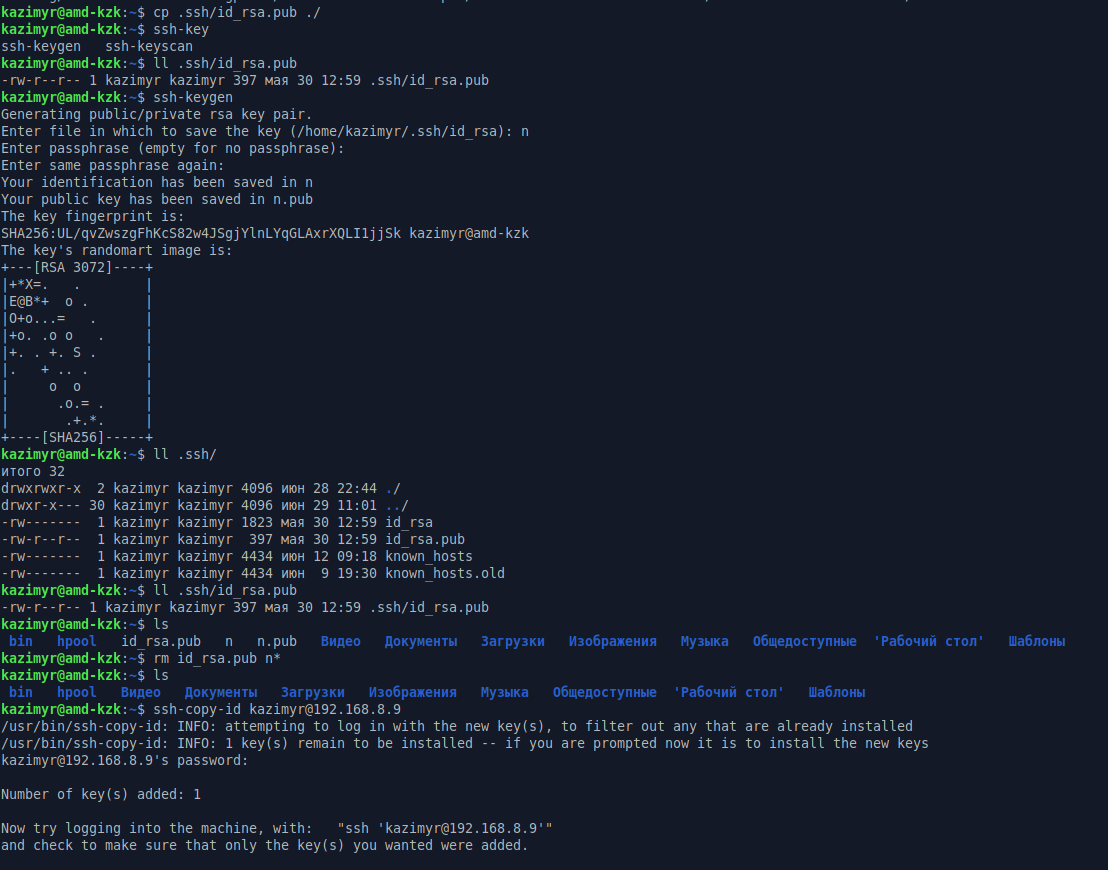 kazimyr@amd-kzk:~$ cp .ssh/id_rsa.pub ./
kazimyr@amd-kzk:~$ ssh-key
ssh-keygen   ssh-keyscan
kazimyr@amd-kzk:~$ ll .ssh/id_rsa.pub
-rw-r--r-- 1 kazimyr kazimyr 397 мая 30 12:59 .ssh/id_rsa.pub
kazimyr@amd-kzk:~$ ssh-keygen
Generating public/private rsa key pair.
Enter file in which to save the key (/home/kazimyr/.ssh/id_rsa): n
Enter passphrase (empty for no passphrase):
Enter same passphrase again:
Your identification has been saved in n
Your public key has been saved in n.pub
The key fingerprint is:
SHA256:UL/qvZwszgFhKcS82w4JSgjYlnLYqGLAxrXQLI1jjSk kazimyr@amd-kzk
The key's randomart image is:
+---[RSA 3072]----+
|+*X=.   .        |
|E@B*+  o .       |
|O+o...=   .      |
|+o. .o o   .     |
|+. . +. S .      |
|.   + .. .       |
|     o  o        |
|      .o.= .     |
|       .+.*.     |
+----[SHA256]-----+
kazimyr@amd-kzk:~$ ll .ssh/
итого 32
drwxrwxr-x  2 kazimyr kazimyr 4096 июн 28 22:44 ./
drwxr-x--- 30 kazimyr kazimyr 4096 июн 29 11:01 ../
-rw-------  1 kazimyr kazimyr 1823 мая 30 12:59 id_rsa
-rw-r--r--  1 kazimyr kazimyr  397 мая 30 12:59 id_rsa.pub
-rw-------  1 kazimyr kazimyr 4434 июн 12 09:18 known_hosts
-rw-------  1 kazimyr kazimyr 4434 июн  9 19:30 known_hosts.old
kazimyr@amd-kzk:~$ ll .ssh/id_rsa.pub
-rw-r--r-- 1 kazimyr kazimyr 397 мая 30 12:59 .ssh/id_rsa.pub
kazimyr@amd-kzk:~$ ls
 bin   hpool   id_rsa.pub   n   n.pub   Видео   Документы   Загрузки   Изображения   Музыка   Общедоступные  'Рабочий стол'   Шаблоны
kazimyr@amd-kzk:~$ rm id_rsa.pub n*
kazimyr@amd-kzk:~$ ls
 bin   hpool   Видео   Документы   Загрузки   Изображения   Музыка   Общедоступные  'Рабочий стол'   Шаблоны
kazimyr@amd-kzk:~$ ssh-copy-id kazimyr@192.168.8.9
/usr/bin/ssh-copy-id: INFO: attempting to log in with the new key(s), to filter out any that are already installed
/usr/bin/ssh-copy-id: INFO: 1 key(s) remain to be installed -- if you are prompted now it is to install the new keys
kazimyr@192.168.8.9's password:

Number of key(s) added: 1

Now try logging into the machine, with:   "ssh 'kazimyr@192.168.8.9'"
and check to make sure that only the key(s) you wanted were added.